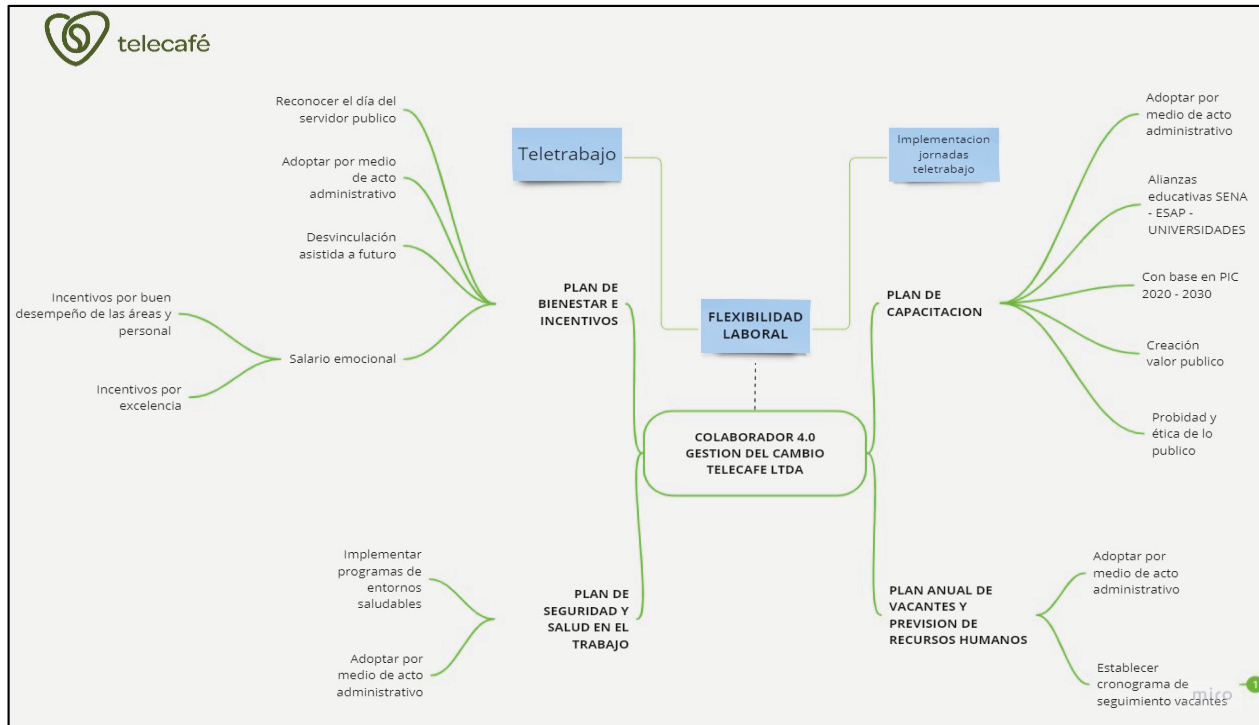 telecafé
Reconocer el día del
servidor publico
Adoptar por medio
de acto
administrativo
Desvinculación
asistida a futuro
Incentivos por buen
desempeño de las áreas y
personal
Salario emocional
Incentivos por
excelencia
PLAN DE
BIENESTAR E
INCENTIVOS
Teletrabajo
Implementacion
jornadas
teletrabajo
FLEXIBILIDAD
LABORAL
PLAN DE
CAPACITACION
Adoptar por
medio de acto
administrativo
Alianzas
educativas SENA
- ESAP -
UNIVERSIDADES
Con base en PIC
2020 - 2030
Creación
valor publico
Probidad y
ética de lo
publico
COLABORADOR 4.0
GESTION DEL CAMBIO
TELECAFE LTDA
Implementar
programas de
entornos
saludables
Adoptar por
medio de acto
administrativo
PLAN DE
SEGURIDAD Y
SALUD EN EL
TRABAJO
PLAN ANUAL DE
VACANTES Y
PREVISION DE
RECURSOS HUMANOS
Adoptar por
medio de acto
administrativo
Establecer
cronograma de
seguimiento vacantes
miro
1